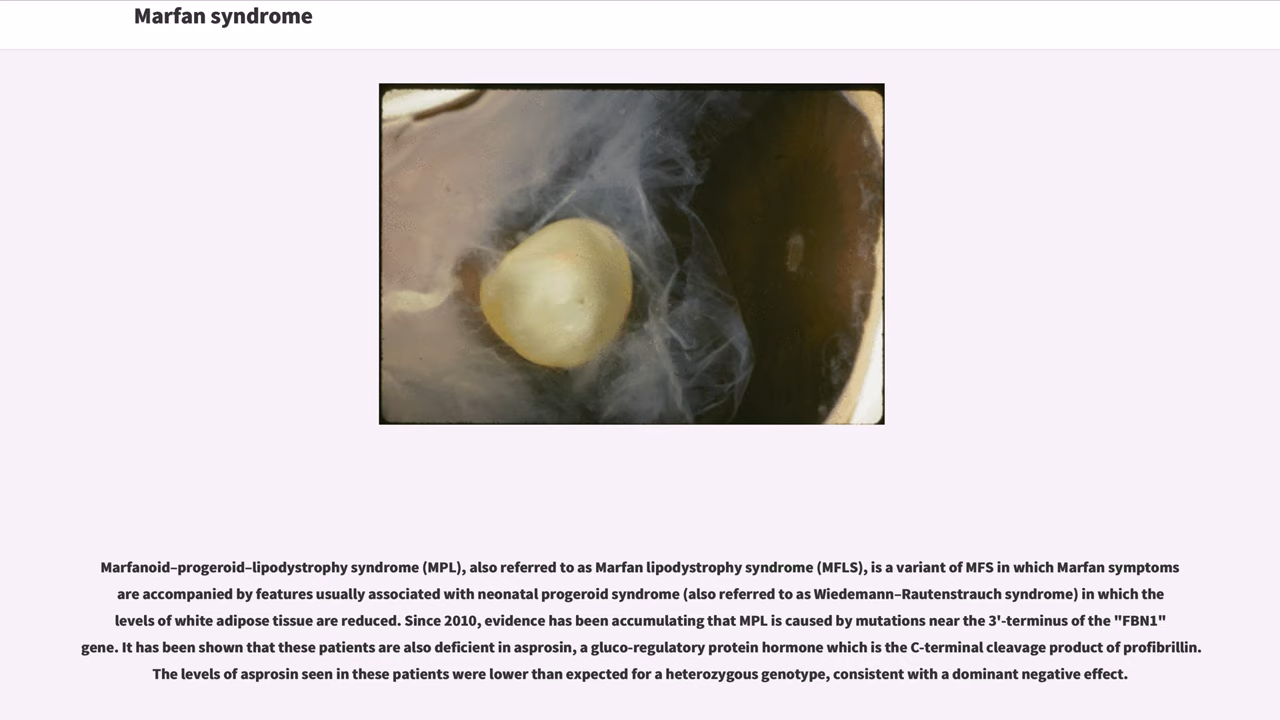 Marfan syndrome
Marfanoid–progeroid–lipodystrophy syndrome (MPL), also referred to as Marfan lipodystrophy syndrome (MFLS), is a variant of MFS in which Marfan symptoms
are accompanied by features usually associated with neonatal progeroid syndrome (also referred to as Wiedemann–Rautenstrauch syndrome) in which the
levels of white adipose tissue are reduced. Since 2010, evidence has been accumulating that MPL is caused by mutations near the 3'-terminus of the "FBN1"
gene. It has been shown that these patients are also deficient in asprosin, a gluco-regulatory protein hormone which is the C-terminal cleavage product of profibrillin.
The levels of asprosin seen in these patients were lower than expected for a heterozygous genotype, consistent with a dominant negative effect.